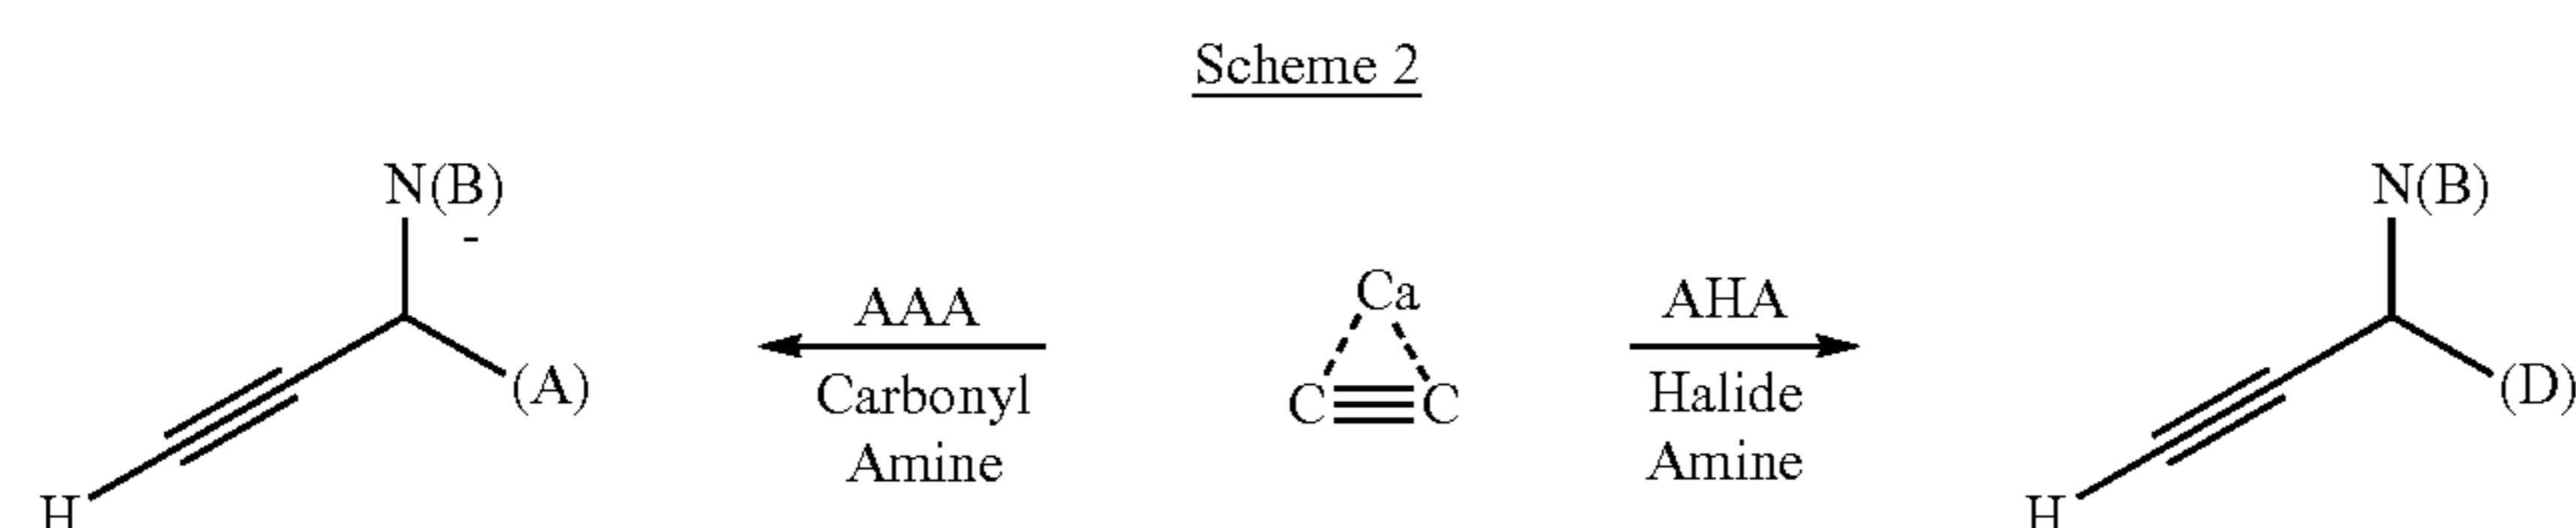 Scheme 2
N(B)
-
(A)
H
AAA
Carbonyl
Amine
Ca
C≡C
AHA
Halide
Amine
N(B)
(D)
H